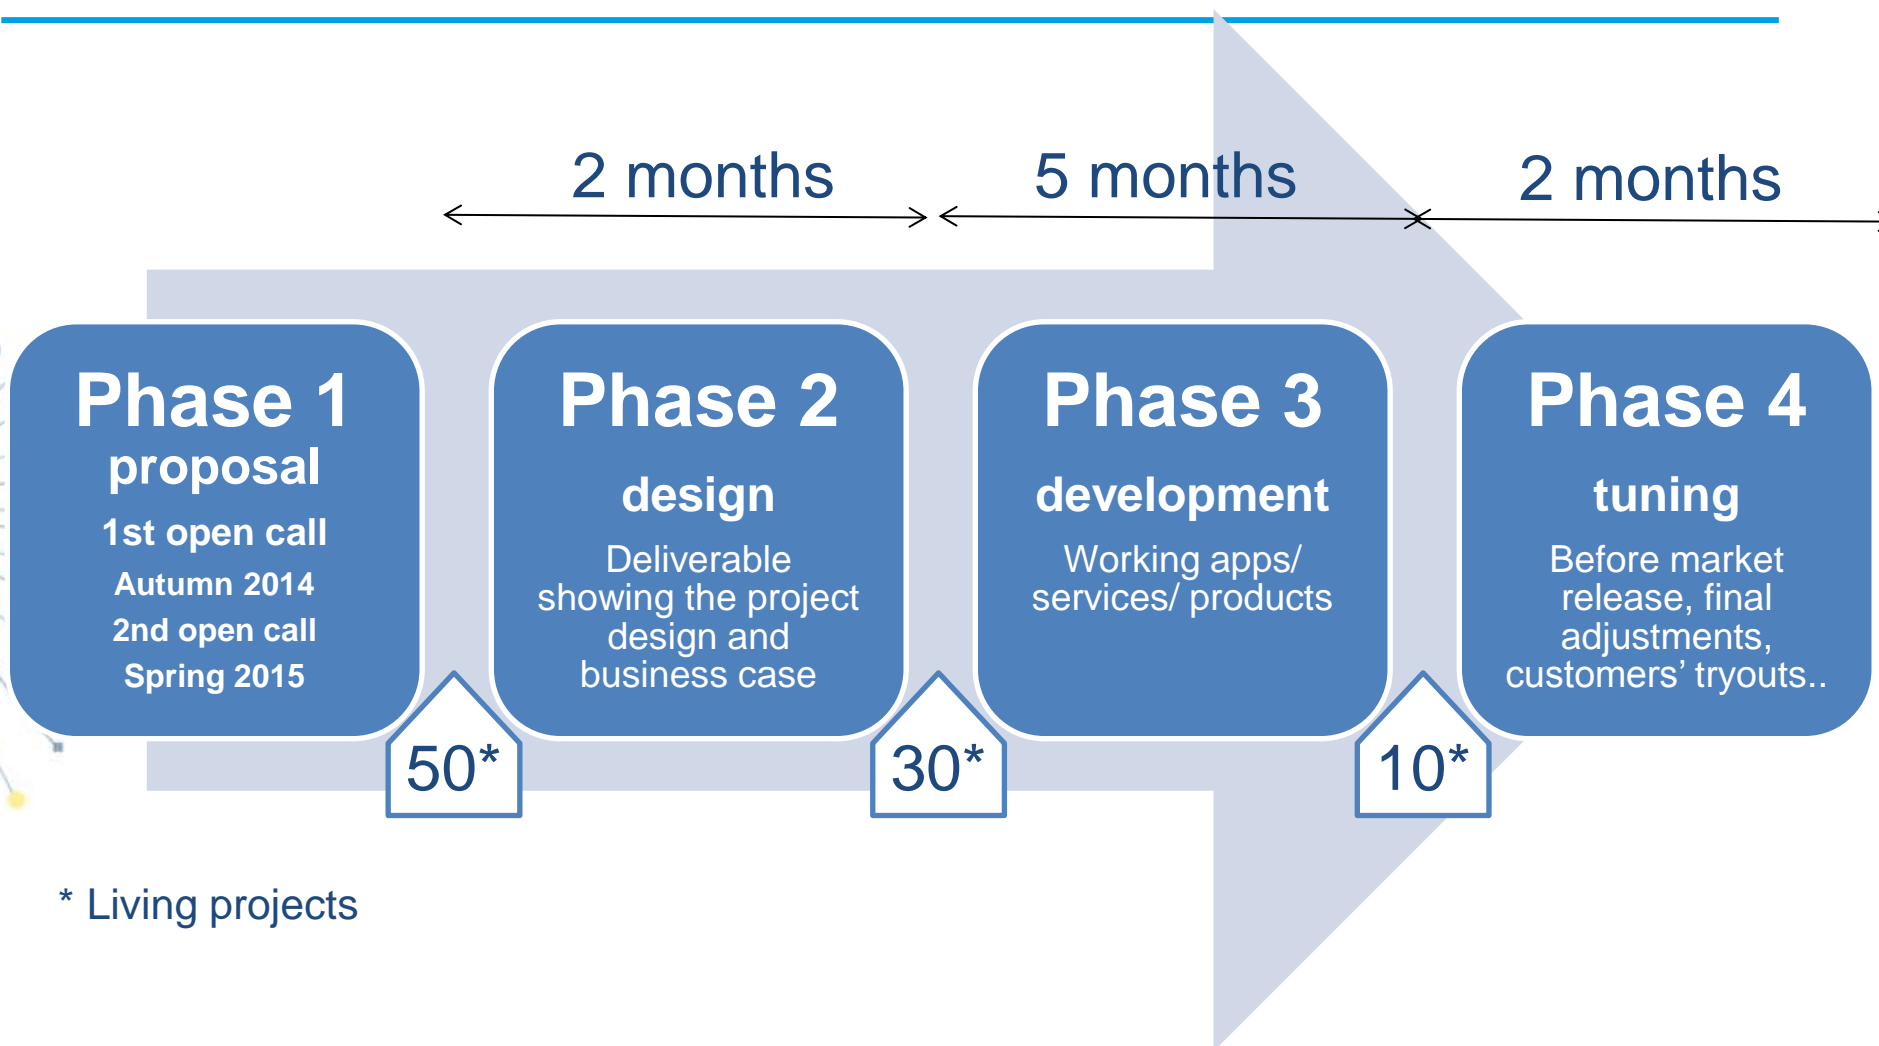 2 months
5 months
2 months
Phase 1
proposal
1st open call
Autumn 2014
2nd open call
Spring 2015
Phase 2
design
Deliverable
showing the project
design and
business case
Phase 3
development
Working apps/
services/ products
Phase 4
tuning
Before market
release, final
adjustments,
customers’ tryouts..
50*
30*
10*
* Living projects